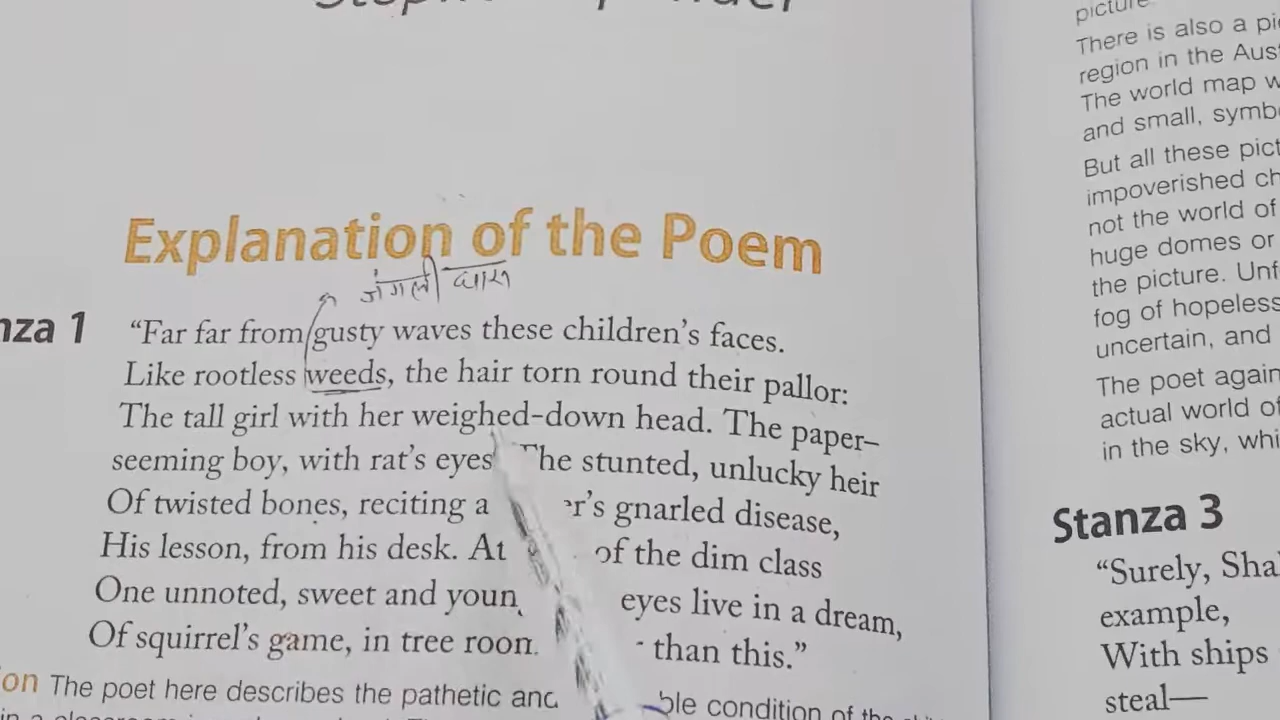 Explanation of the Poem
जंगली घास
nza 1
“Far far from gusty waves these children’s faces.
Like rootless weeds, the hair torn round their pallor:
The tall girl with her weighed-down head. The paper–
seeming boy, with rat’s eyes The stunted, unlucky heir
Of twisted bones, reciting a er’s gnarled disease,
His lesson, from his desk. At of the dim class
One unnoted, sweet and youn eyes live in a dream,
Of squirrel’s game, in tree room than this.”
on The poet here describes the pathetic and ble condition of the
picture
There is also a pi
region in the Aus
The world map w
and small, symb
But all these pict
impoverished ch
not the world of
huge domes or
the picture. Unf
fog of hopeless
uncertain, and
The poet again
actual world of
in the sky, whi
Stanza 3
“Surely, Sha
example,
With ships
steal—